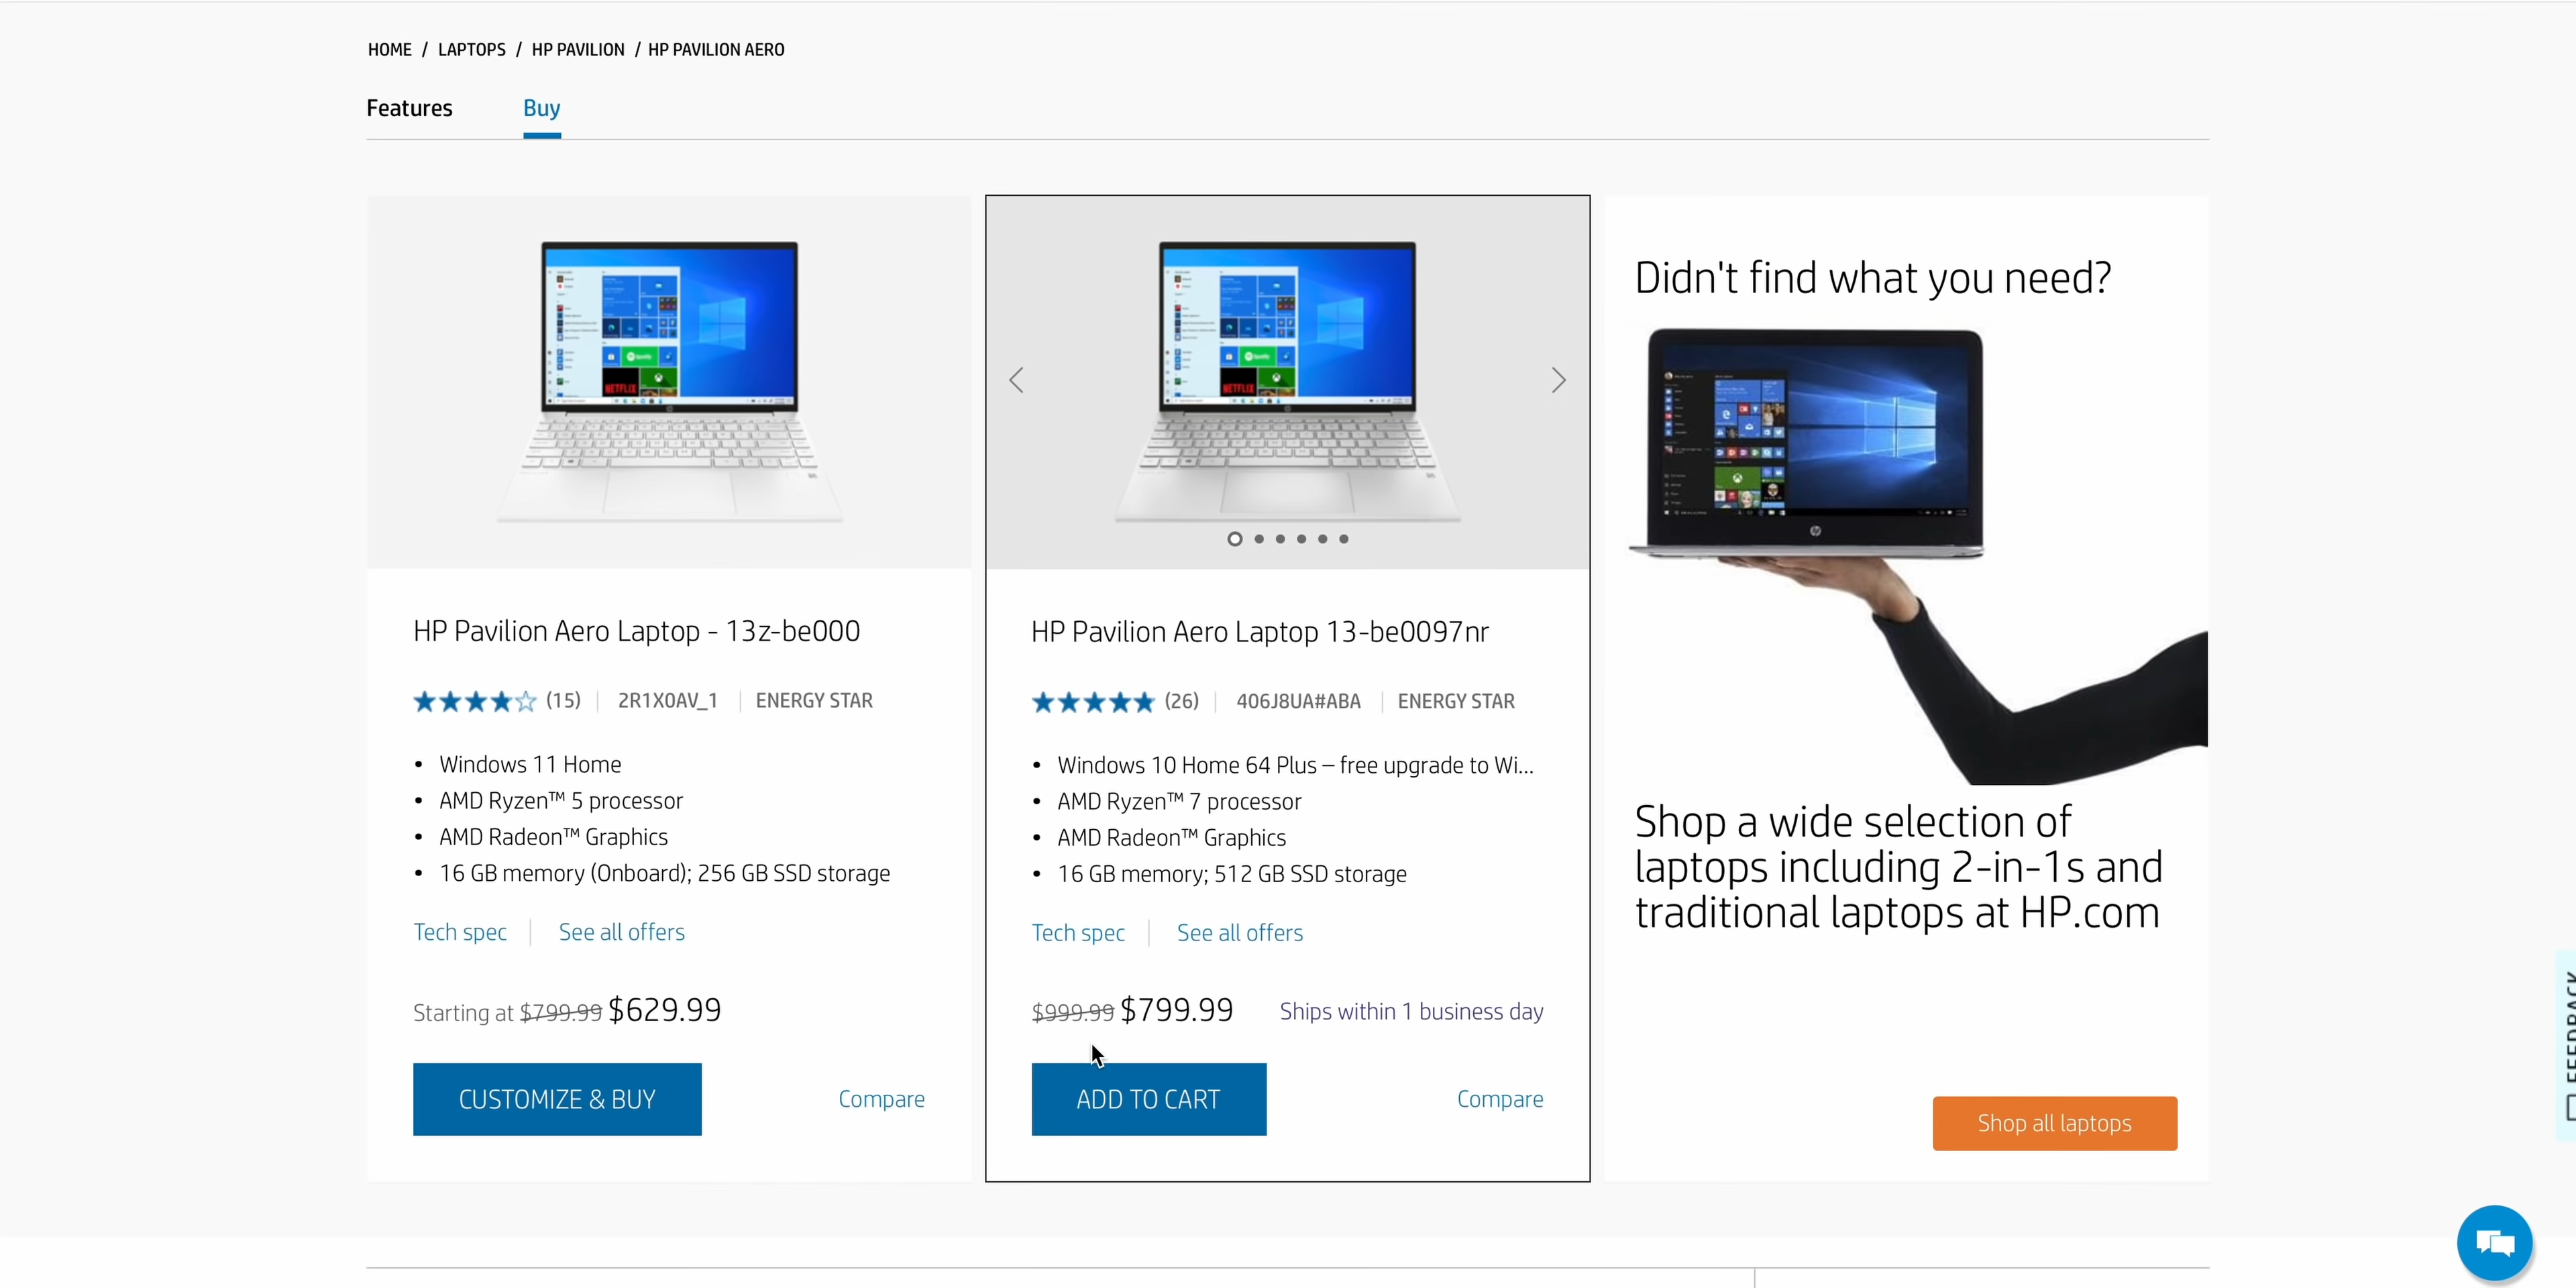 HOME / LAPTOPS / HP PAVILION / HP PAVILION AERO
Features Buy
HP Pavilion Aero Laptop - 13z-be000
(15) | 2R1X0AV_1 | ENERGY STAR
• Windows 11 Home
• AMD Ryzen™ 5 processor
• AMD Radeon™ Graphics
• 16 GB memory (Onboard); 256 GB SSD storage
Tech spec | See all offers
Starting at $799.99 $629.99
CUSTOMIZE & BUY Compare
HP Pavilion Aero Laptop 13-be0097nr
(26) | 406J8UA#ABA | ENERGY STAR
• Windows 10 Home 64 Plus – free upgrade to Wi...
• AMD Ryzen™ 7 processor
• AMD Radeon™ Graphics
• 16 GB memory; 512 GB SSD storage
Tech spec | See all offers
$999.99 $799.99 Ships within 1 business day
ADD TO CART Compare
Didn't find what you need?
Shop a wide selection of
laptops including 2-in-1s and
traditional laptops at HP.com
Shop all laptops
FEEDBACK
NETFLIX
Spotify
NETFLIX
Spotify
hp